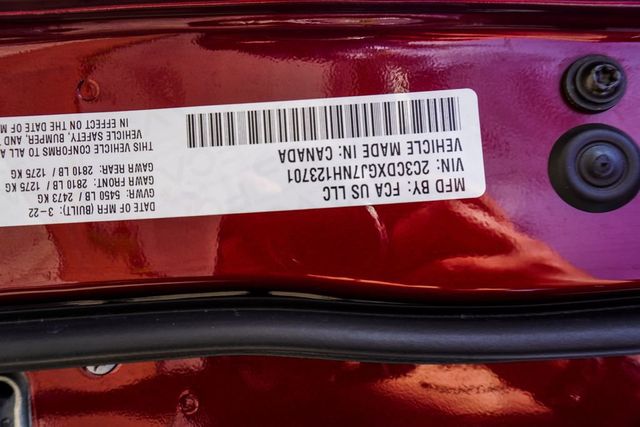 MFD BY: FCA US LLC
DATE OF MFR (BUILT): 3-22
GVWR: 5450 LB / 2473 KG
GAWR FRONT: 2810 LB / 1275 KG
GAWR REAR: 2810 LB / 1275 KG
VIN: 2C3CDXGJ7NH123701
VEHICLE MADE IN: CANADA
THIS VEHICLE CONFORMS TO ALL A
VEHICLE SAFETY, BUMPER, AND
IN EFFECT ON THE DATE OF M